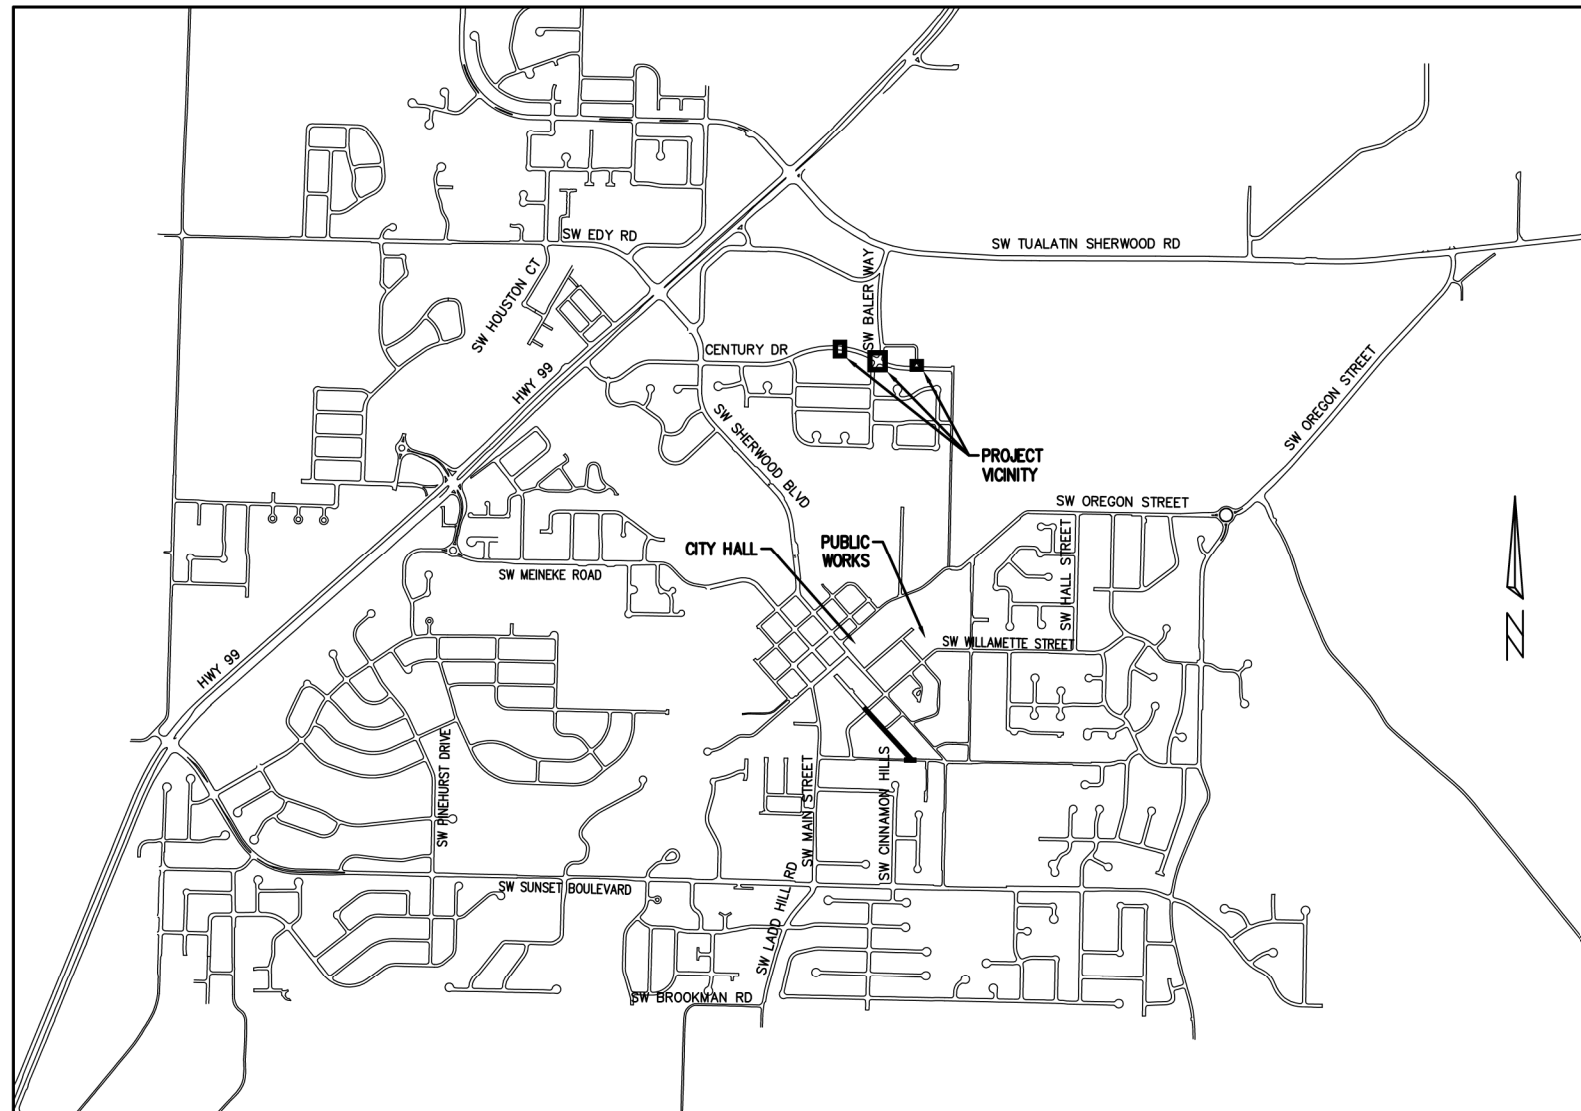 SW EDY RD
SW TUALATIN SHERWOOD RD
SW HOUSTON CT
SW BALER WAY
CENTURY DR
HWY 99
SW SHERWOOD BLVD
SW OREGON STREET
PROJECT
VICINITY
SW OREGON STREET
SW HALL STREET
CITY HALL
PUBLIC
WORKS
SW MEINEKE ROAD
SW WILLAMETTE STREET
HWY 99
SW PINEHURST DRIVE
SW MAIN STREET
SW CINNAMON HILLS
SW SUNSET BOULEVARD
SW LADD HILL RD
SW BROOKMAN RD
N